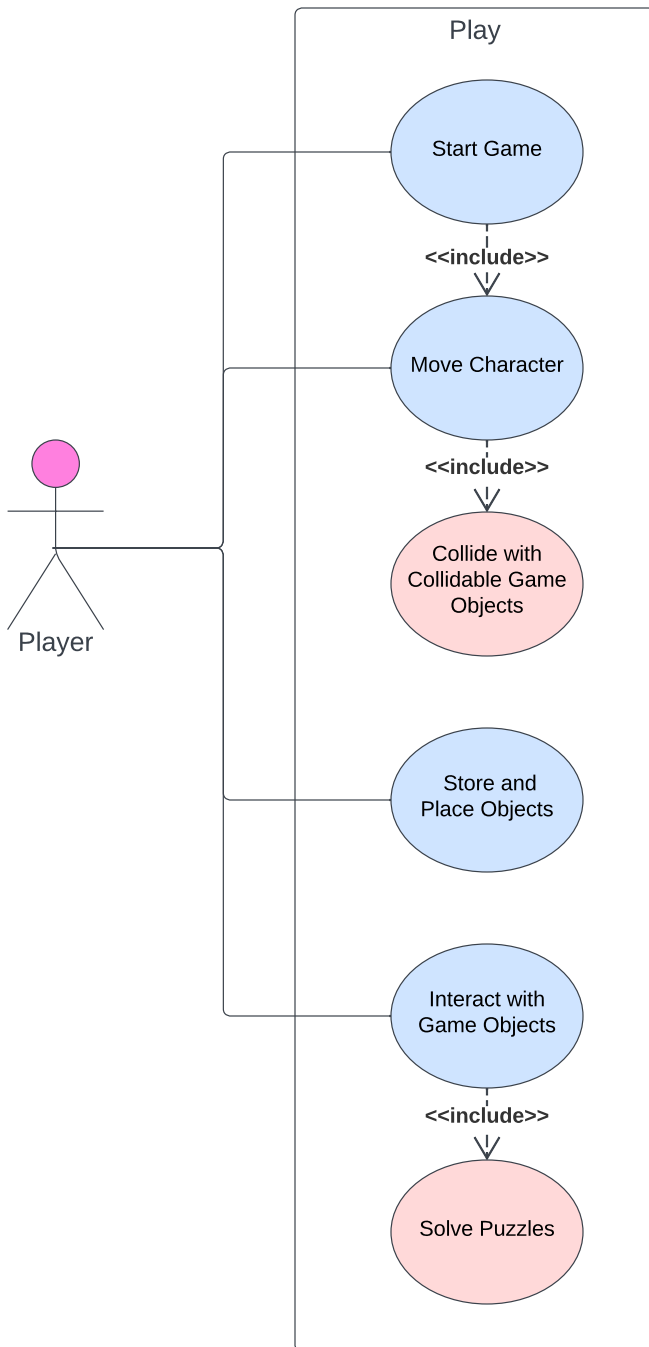 Play
Start Game
<<include>>
Move Character
<<include>>
Collide with
Collidable Game
Objects
Player
Store and
Place Objects
Interact with
Game Objects
<<include>>
Solve Puzzles